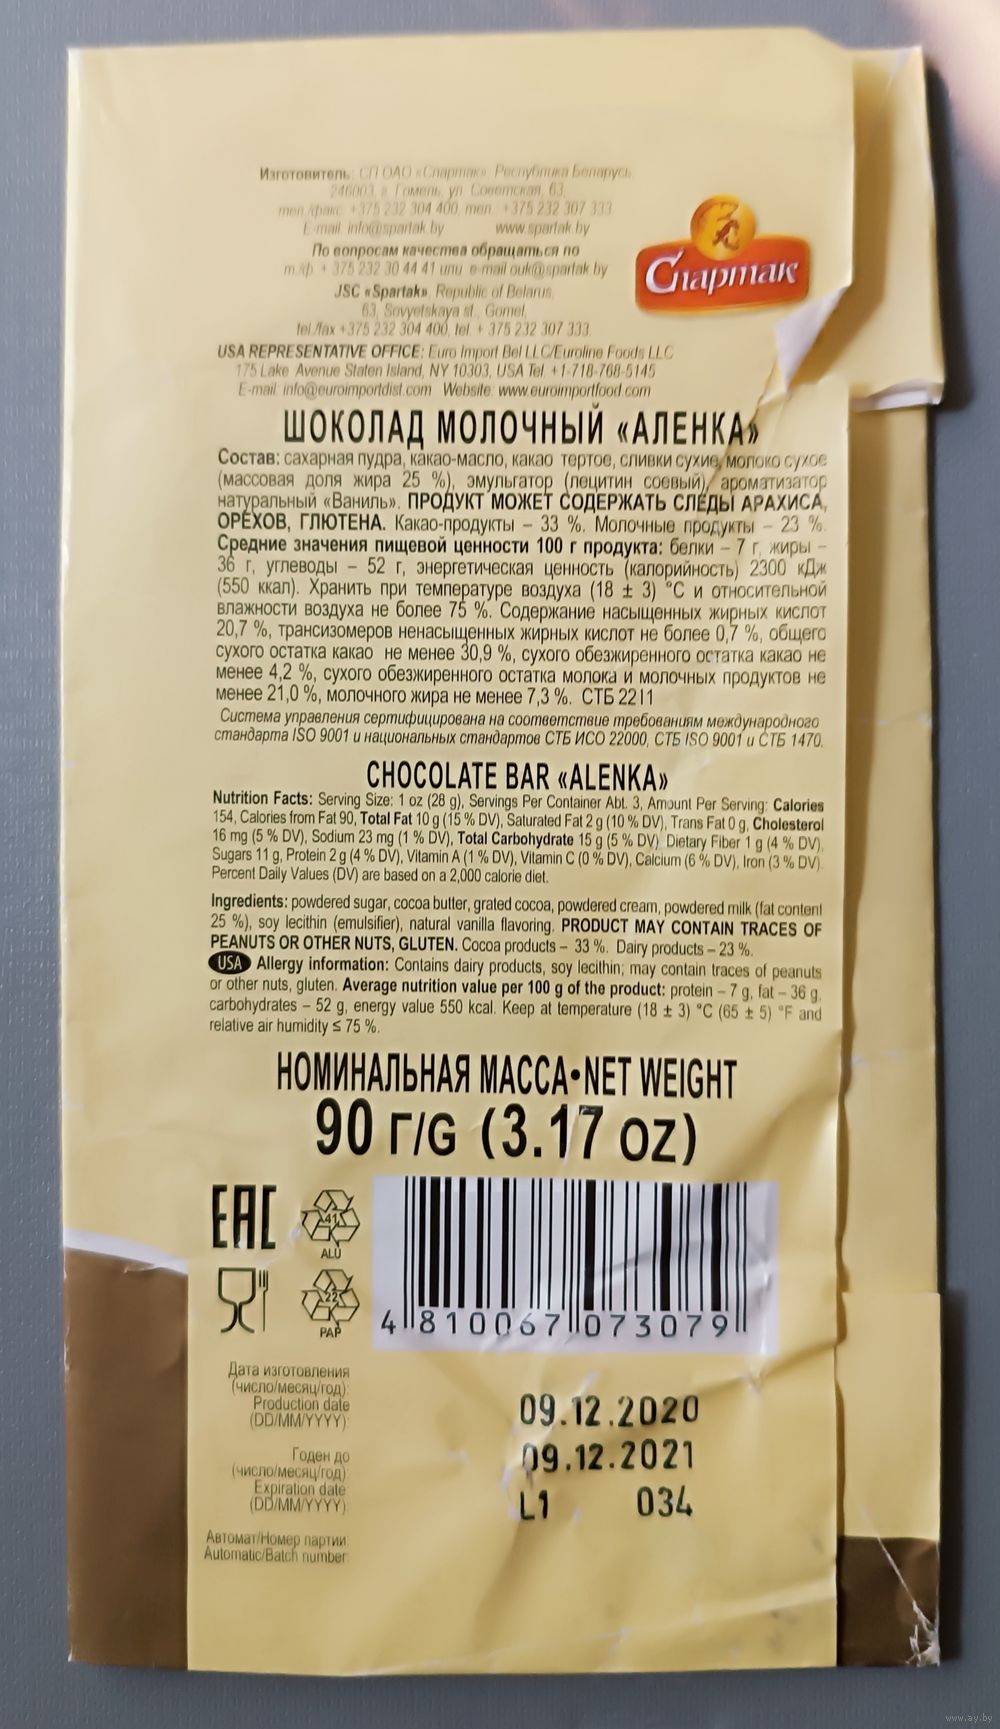 Изготовитель: СП ОАО «Спартак» Республика Беларусь,
246003, г. Гомель, ул. Советская, 63,
тел./факс: +375 232 304 400, тел.: +375 232 307 333
E-mail: info@spartak.by www.spartak.by
По вопросам качества обращаться по
т./ф. + 375 232 30 44 41 или e-mail ouk@spartak.by
JSC «Spartak», Republic of Belarus,
63, Sovyetskaya st., Gomel,
tel./fax +375 232 304 400, tel. + 375 232 307 333.
Спартак
USA REPRESENTATIVE OFFICE: Euro Import Bel LLC/Euroline Foods LLC
175 Lake Avenue Staten Island, NY 10303, USA Tel. +1-718-768-5145
E-mail: info@euroimportdist.com Website: www.euroimportfood.com
ШОКОЛАД МОЛОЧНЫЙ «АЛЕНКА»
Состав: сахарная пудра, какао-масло, какао тертое, сливки сухие, молоко сухое
(массовая доля жира 25 %), эмульгатор (лецитин соевый), ароматизатор
натуральный «Ваниль». ПРОДУКТ МОЖЕТ СОДЕРЖАТЬ СЛЕДЫ АРАХИСА,
ОРЕХОВ, ГЛЮТЕНА. Какао-продукты – 33 %. Молочные продукты – 23 %.
Средние значения пищевой ценности 100 г продукта: белки – 7 г, жиры –
36 г, углеводы – 52 г, энергетическая ценность (калорийность) 2300 кДж
(550 ккал). Хранить при температуре воздуха (18 ± 3) °С и относительной
влажности воздуха не более 75 %. Содержание насыщенных жирных кислот
20,7 %, трансизомеров ненасыщенных жирных кислот не более 0,7 %, общего
сухого остатка какао не менее 30,9 %, сухого обезжиренного остатка какао не
менее 4,2 %, сухого обезжиренного остатка молока и молочных продуктов не
менее 21,0 %, молочного жира не менее 7,3 %. СТБ 2211
Система управления сертифицирована на соответствие требованиям международного
стандарта ISO 9001 и национальных стандартов СТБ ИСО 22000, СТБ ISO 9001 и СТБ 1470.
CHOCOLATE BAR «ALENKA»
Nutrition Facts: Serving Size: 1 oz (28 g), Servings Per Container Abt. 3, Amount Per Serving: Calories
154, Calories from Fat 90, Total Fat 10 g (15 % DV), Saturated Fat 2 g (10 % DV), Trans Fat 0 g, Cholesterol
16 mg (5 % DV), Sodium 23 mg (1 % DV), Total Carbohydrate 15 g (5 % DV), Dietary Fiber 1 g (4 % DV),
Sugars 11 g, Protein 2 g (4 % DV), Vitamin A (1 % DV), Vitamin C (0 % DV), Calcium (6 % DV), Iron (3 % DV).
Percent Daily Values (DV) are based on a 2,000 calorie diet.
Ingredients: powdered sugar, cocoa butter, grated cocoa, powdered cream, powdered milk (fat content
25 %), soy lecithin (emulsifier), natural vanilla flavoring. PRODUCT MAY CONTAIN TRACES OF
PEANUTS OR OTHER NUTS, GLUTEN. Cocoa products – 33 %. Dairy products – 23 %.
USA Allergy information: Contains dairy products, soy lecithin; may contain traces of peanuts
or other nuts, gluten. Average nutrition value per 100 g of the product: protein – 7 g, fat – 36 g,
carbohydrates – 52 g, energy value 550 kcal. Keep at temperature (18 ± 3) °C (65 ± 5) °F and
relative air humidity ≤ 75 %.
НОМИНАЛЬНАЯ МАССА•NET WEIGHT
90 Г/G (3.17 OZ)
EAC
41
ALU
22
PAP
4 810067 073079
Дата изготовления
(число/месяц/год):
Production date
(DD/MM/YYYY):
09.12.2020
Годен до
(число/месяц/год):
Expiration date
(DD/MM/YYYY):
09.12.2021
L1 034
Автомат/Номер партии:
Automatic/Batch number:
www.ay.by